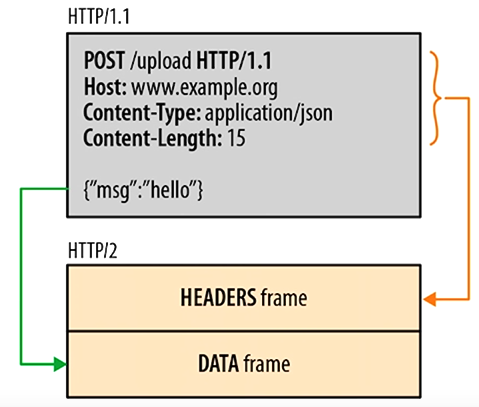 HTTP/1.1
POST /upload HTTP/1.1
Host: www.example.org
Content-Type: application/json
Content-Length: 15
{”msg”:”hello”}
HTTP/2
HEADERS frame
DATA frame